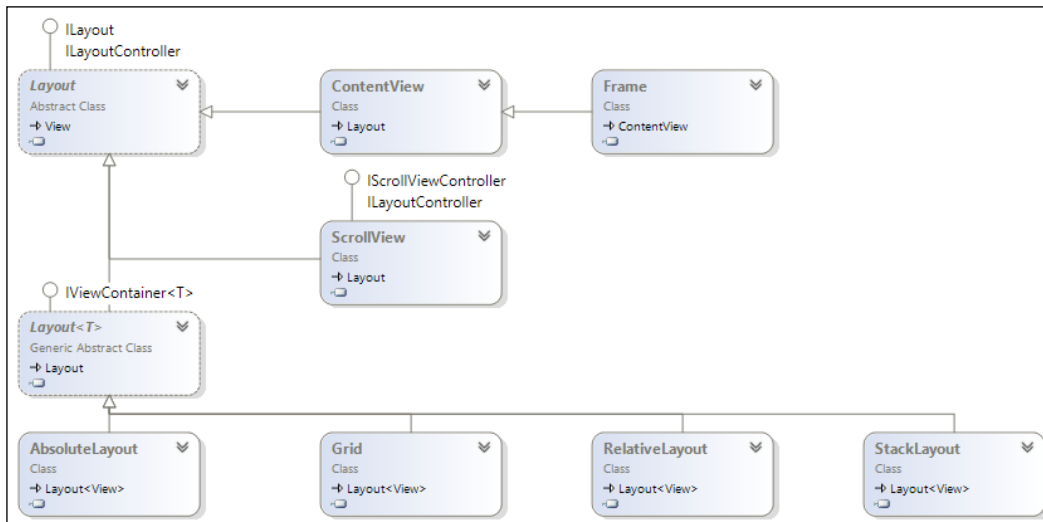 ILayout
ILayoutController
Layout
Abstract Class
View
ContentView
Class
Layout
Frame
Class
ContentView
IScrollViewController
ILayoutController
ScrollView
Class
Layout
IViewContainer<T>
Layout<T>
Generic Abstract Class
Layout
AbsoluteLayout
Class
Layout<View>
Grid
Class
Layout<View>
RelativeLayout
Class
Layout<View>
StackLayout
Class
Layout<View>